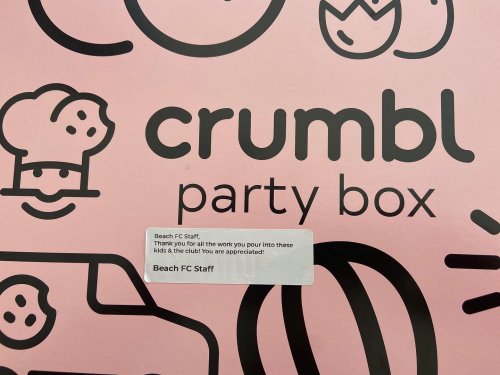 crumbl
party box
Beach FC Staff,
Thank you for all the work you pour into these
kids & the club! You are appreciated!
Beach FC Staff